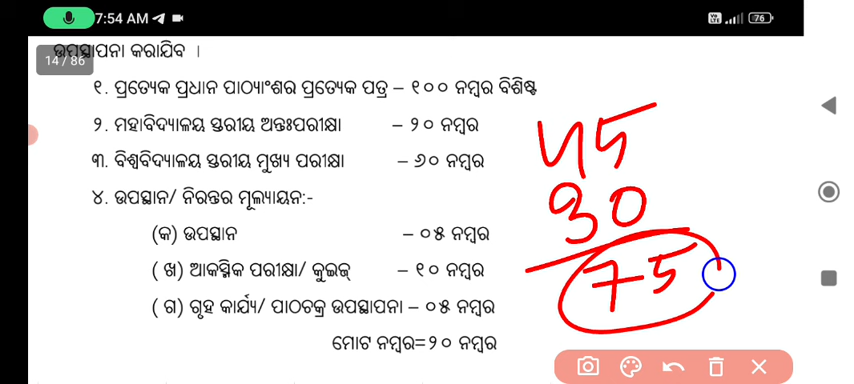 7:54 AM
76
ଉପସ୍ଥାପନା କରାଯିବ ।
14 / 86
୧. ପ୍ରତ୍ୟେକ ପ୍ରଧାନ ପାଠ୍ୟାଂଶର ପ୍ରତ୍ୟେକ ପତ୍ର – ୧୦୦ ନମ୍ବର ବିଶିଷ୍ଟ
୨. ମହାବିଦ୍ୟାଳୟ ସ୍ତରୀୟ ଅନ୍ତଃପରୀକ୍ଷା – ୨୦ ନମ୍ବର
୩. ବିଶ୍ୱବିଦ୍ୟାଳୟ ସ୍ତରୀୟ ମୁଖ୍ୟ ପରୀକ୍ଷା – ୬୦ ନମ୍ବର
୪. ଉପସ୍ଥାନ/ ନିରନ୍ତର ମୂଲ୍ୟାୟନ:-
(କ) ଉପସ୍ଥାନ – ୦୫ ନମ୍ବର
(ଖ) ଆକସ୍ମିକ ପରୀକ୍ଷା/ କୁଇଜ୍ – ୧୦ ନମ୍ବର
(ଗ) ଗୃହ କାର୍ଯ୍ୟ/ ପାଠଚକ୍ର ଉପସ୍ଥାପନା – ୦୫ ନମ୍ବର
ମୋଟ ନମ୍ବର=୨୦ ନମ୍ବର
45
30
75